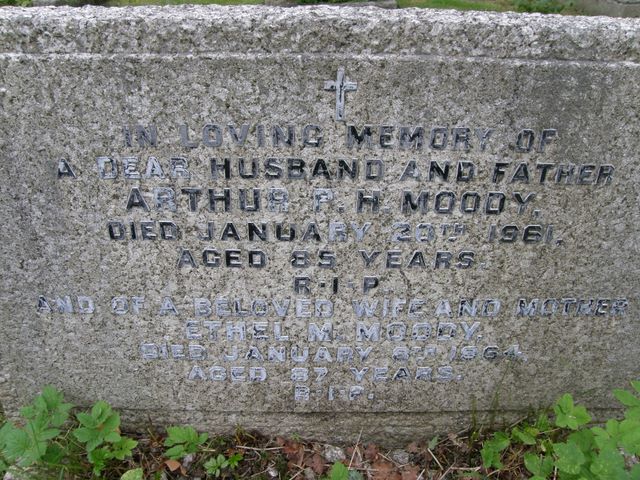 IN LOVING MEMORY OF
A DEAR HUSBAND AND FATHER
ARTHUR P. H. MOODY,
DIED JANUARY 20TH 1961,
AGED 85 YEARS.
R·I·P
AND OF A BELOVED WIFE AND MOTHER
ETHEL M. MOODY.
DIED JANUARY 1964.
AGED 87 YEARS.
R·I·P.